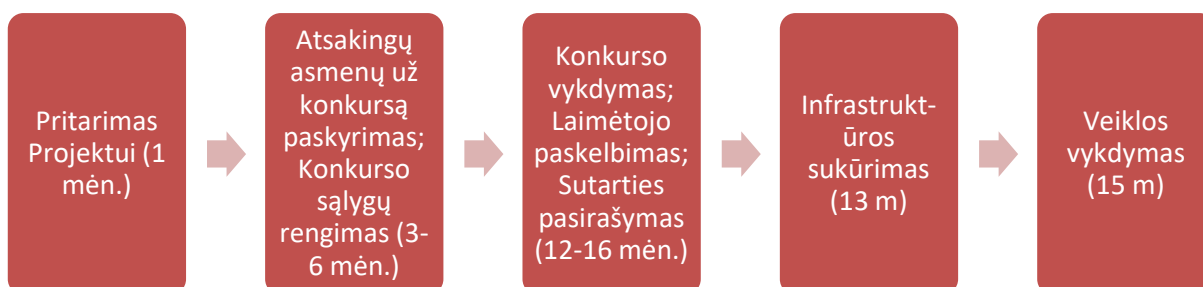 Pritarimas
Projektui (1
mėn.)
Atsakingų
asmenų už
konkursą
paskyrimas;
Konkurso
sąlygų
rengimas (3-
6 mėn.)
Konkurso
vykdymas;
Laimėtojo
paskelbimas;
Sutarties
pasirašymas
(12-16 mėn.)
Infrastrukt-
ūros
sukūrimas
(13 m)
Veiklos
vykdymas
(15 m)